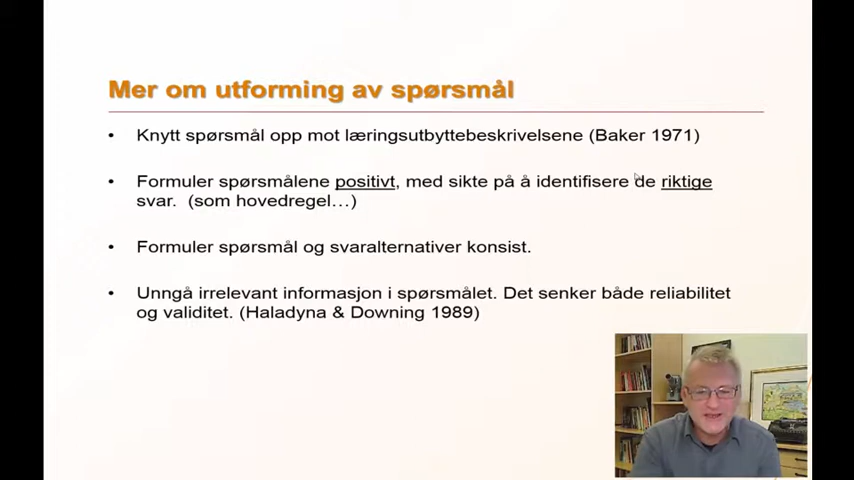 Mer om utforming av spørsmål
• Knytt spørsmål opp mot læringsutbyttebeskrivelsene (Baker 1971)
• Formuler spørsmålene positivt, med sikte på å identifisere de riktige
svar. (som hovedregel…)
• Formuler spørsmål og svaralternativer konsist.
• Unngå irrelevant informasjon i spørsmålet. Det senker både reliabilitet
og validitet. (Haladyna & Downing 1989)